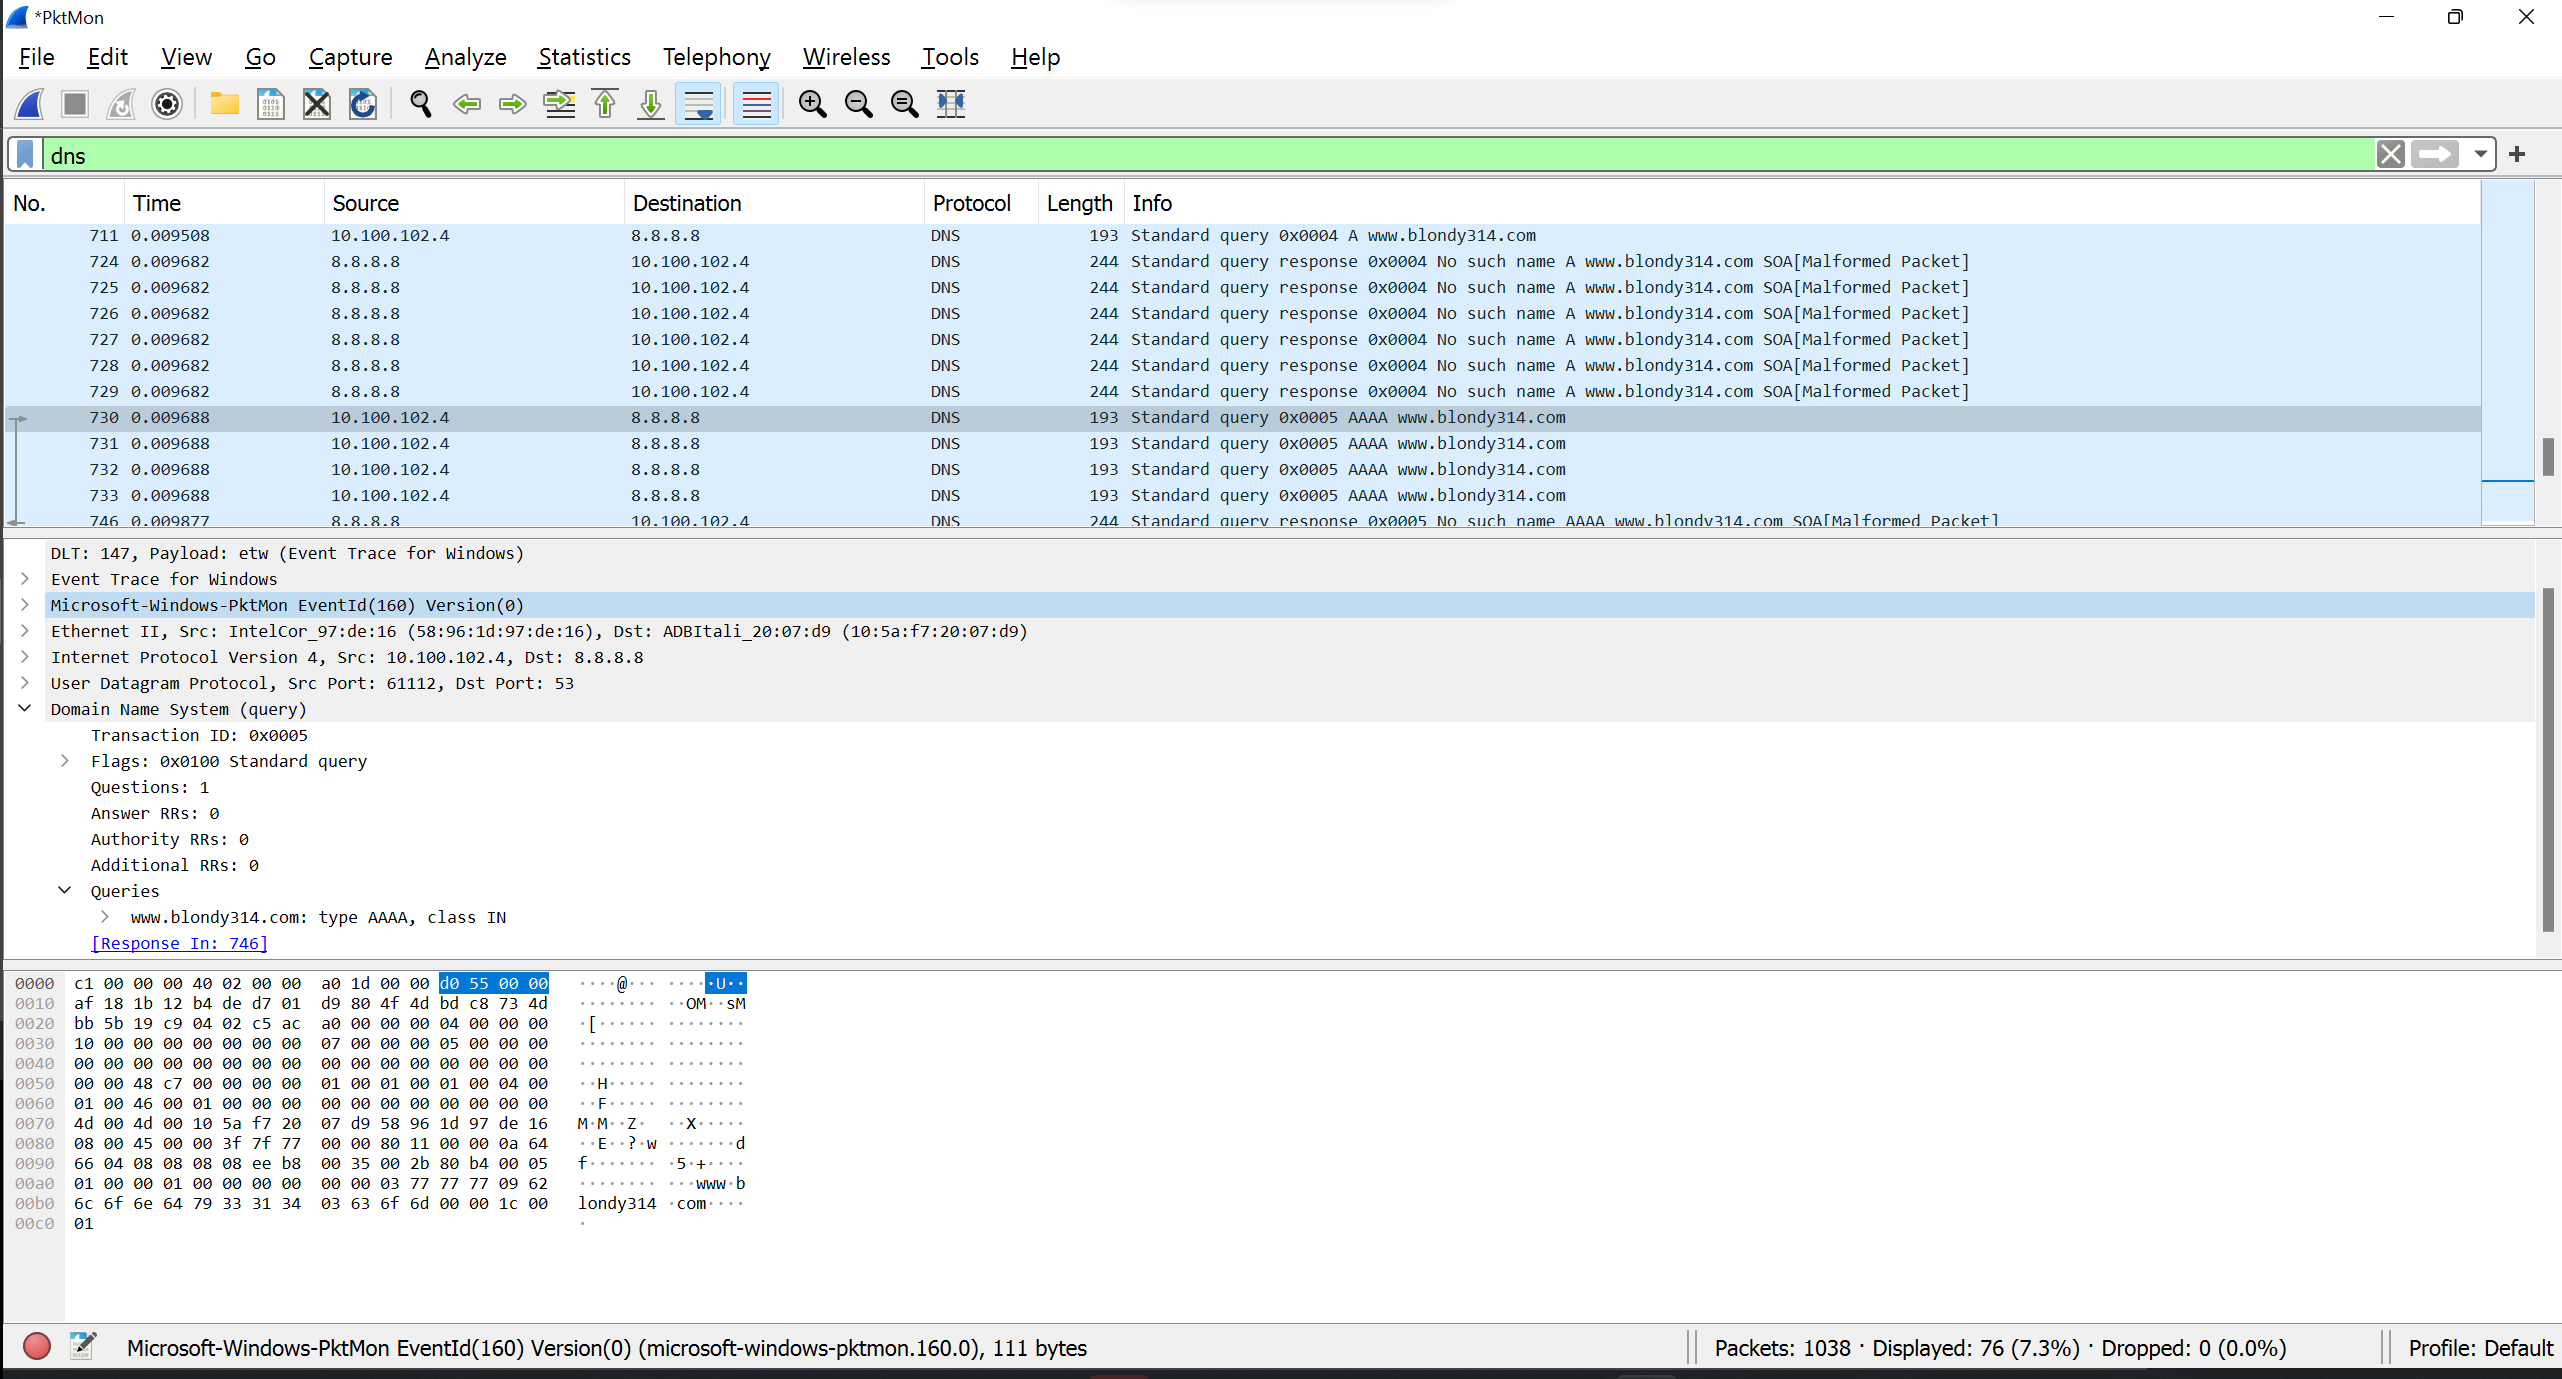 *PktMon
File Edit View Go Capture Analyze Statistics Telephony Wireless Tools Help
dns
No. Time Source Destination Protocol Length Info
711 0.009508 10.100.102.4 8.8.8.8 DNS 193 Standard query 0x0004 A www.blondy314.com
724 0.009682 8.8.8.8 10.100.102.4 DNS 244 Standard query response 0x0004 No such name A www.blondy314.com SOA[Malformed Packet]
725 0.009682 8.8.8.8 10.100.102.4 DNS 244 Standard query response 0x0004 No such name A www.blondy314.com SOA[Malformed Packet]
726 0.009682 8.8.8.8 10.100.102.4 DNS 244 Standard query response 0x0004 No such name A www.blondy314.com SOA[Malformed Packet]
727 0.009682 8.8.8.8 10.100.102.4 DNS 244 Standard query response 0x0004 No such name A www.blondy314.com SOA[Malformed Packet]
728 0.009682 8.8.8.8 10.100.102.4 DNS 244 Standard query response 0x0004 No such name A www.blondy314.com SOA[Malformed Packet]
729 0.009682 8.8.8.8 10.100.102.4 DNS 244 Standard query response 0x0004 No such name A www.blondy314.com SOA[Malformed Packet]
730 0.009688 10.100.102.4 8.8.8.8 DNS 193 Standard query 0x0005 AAAA www.blondy314.com
731 0.009688 10.100.102.4 8.8.8.8 DNS 193 Standard query 0x0005 AAAA www.blondy314.com
732 0.009688 10.100.102.4 8.8.8.8 DNS 193 Standard query 0x0005 AAAA www.blondy314.com
733 0.009688 10.100.102.4 8.8.8.8 DNS 193 Standard query 0x0005 AAAA www.blondy314.com
746 0.009877 8.8.8.8 10.100.102.4 DNS 244 Standard query response 0x0005 No such name AAAA www.blondy314.com SOA[Malformed Packet]
DLT: 147, Payload: etw (Event Trace for Windows)
Event Trace for Windows
Microsoft-Windows-PktMon EventId(160) Version(0)
Ethernet II, Src: IntelCor_97:de:16 (58:96:1d:97:de:16), Dst: ADBItali_20:07:d9 (10:5a:f7:20:07:d9)
Internet Protocol Version 4, Src: 10.100.102.4, Dst: 8.8.8.8
User Datagram Protocol, Src Port: 61112, Dst Port: 53
Domain Name System (query)
Transaction ID: 0x0005
Flags: 0x0100 Standard query
Questions: 1
Answer RRs: 0
Authority RRs: 0
Additional RRs: 0
Queries
www.blondy314.com: type AAAA, class IN
[Response In: 746]
0000 c1 00 00 00 40 02 00 00 a0 1d 00 00 d0 55 00 00 ····@··· ·····U··
0010 af 18 1b 12 b4 de d7 01 d9 80 4f 4d bd c8 73 4d ········ ··OM··sM
0020 bb 5b 19 c9 04 02 c5 ac a0 00 00 00 04 00 00 00 ·[······ ········
0030 10 00 00 00 00 00 00 00 07 00 00 00 05 00 00 00 ········ ········
0040 00 00 00 00 00 00 00 00 00 00 00 00 00 00 00 00 ········ ········
0050 00 00 48 c7 00 00 00 00 01 00 01 00 01 00 04 00 ··H····· ········
0060 01 00 46 00 01 00 00 00 00 00 00 00 00 00 00 00 ··F····· ········
0070 4d 00 4d 00 10 5a f7 20 07 d9 58 96 1d 97 de 16 M·M··Z·  ··X·····
0080 08 00 45 00 00 3f 7f 77 00 00 80 11 00 00 0a 64 ··E··?·w ·······d
0090 66 04 08 08 08 08 ee b8 00 35 00 2b 80 b4 00 05 f······· ·5·+····
00a0 01 00 00 01 00 00 00 00 00 00 03 77 77 77 09 62 ········ ···www·b
00b0 6c 6f 6e 64 79 33 31 34 03 63 6f 6d 00 00 1c 00 londy314 ·com····
00c0 01 ·
Microsoft-Windows-PktMon EventId(160) Version(0) (microsoft-windows-pktmon.160.0), 111 bytes Packets: 1038 · Displayed: 76 (7.3%) · Dropped: 0 (0.0%) Profile: Default